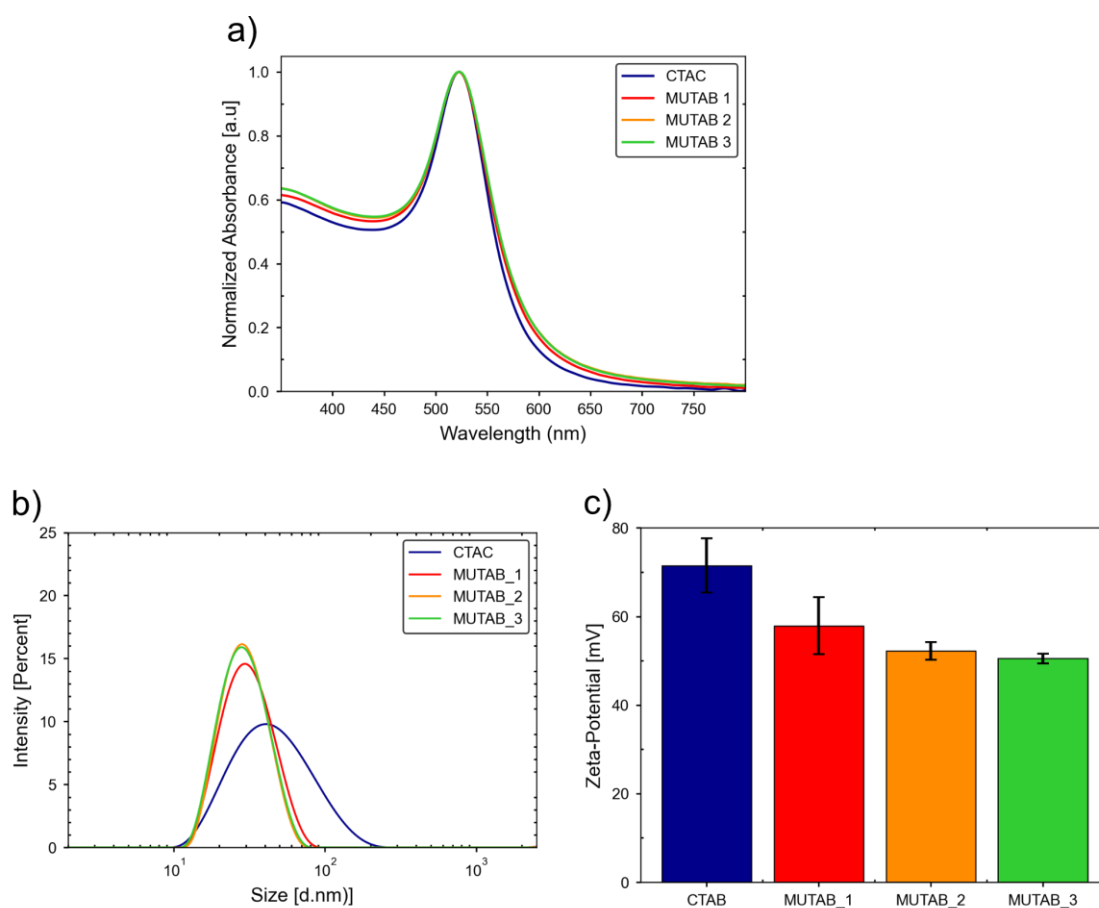 a)
Normalized Absorbance [a.u]
1.0
0.8
0.6
0.4
0.2
0.0
400 450 500 550 600 650 700 750
Wavelength (nm)
CTAC
MUTAB 1
MUTAB 2
MUTAB 3
b)
Intensity [Percent]
25
20
15
10
5
0
10¹ 10² 10³
Size [d.nm)]
CTAC
MUTAB_1
MUTAB_2
MUTAB_3
c)
Zeta-Potential [mV]
80
60
40
20
0
CTAB MUTAB_1 MUTAB_2 MUTAB_3